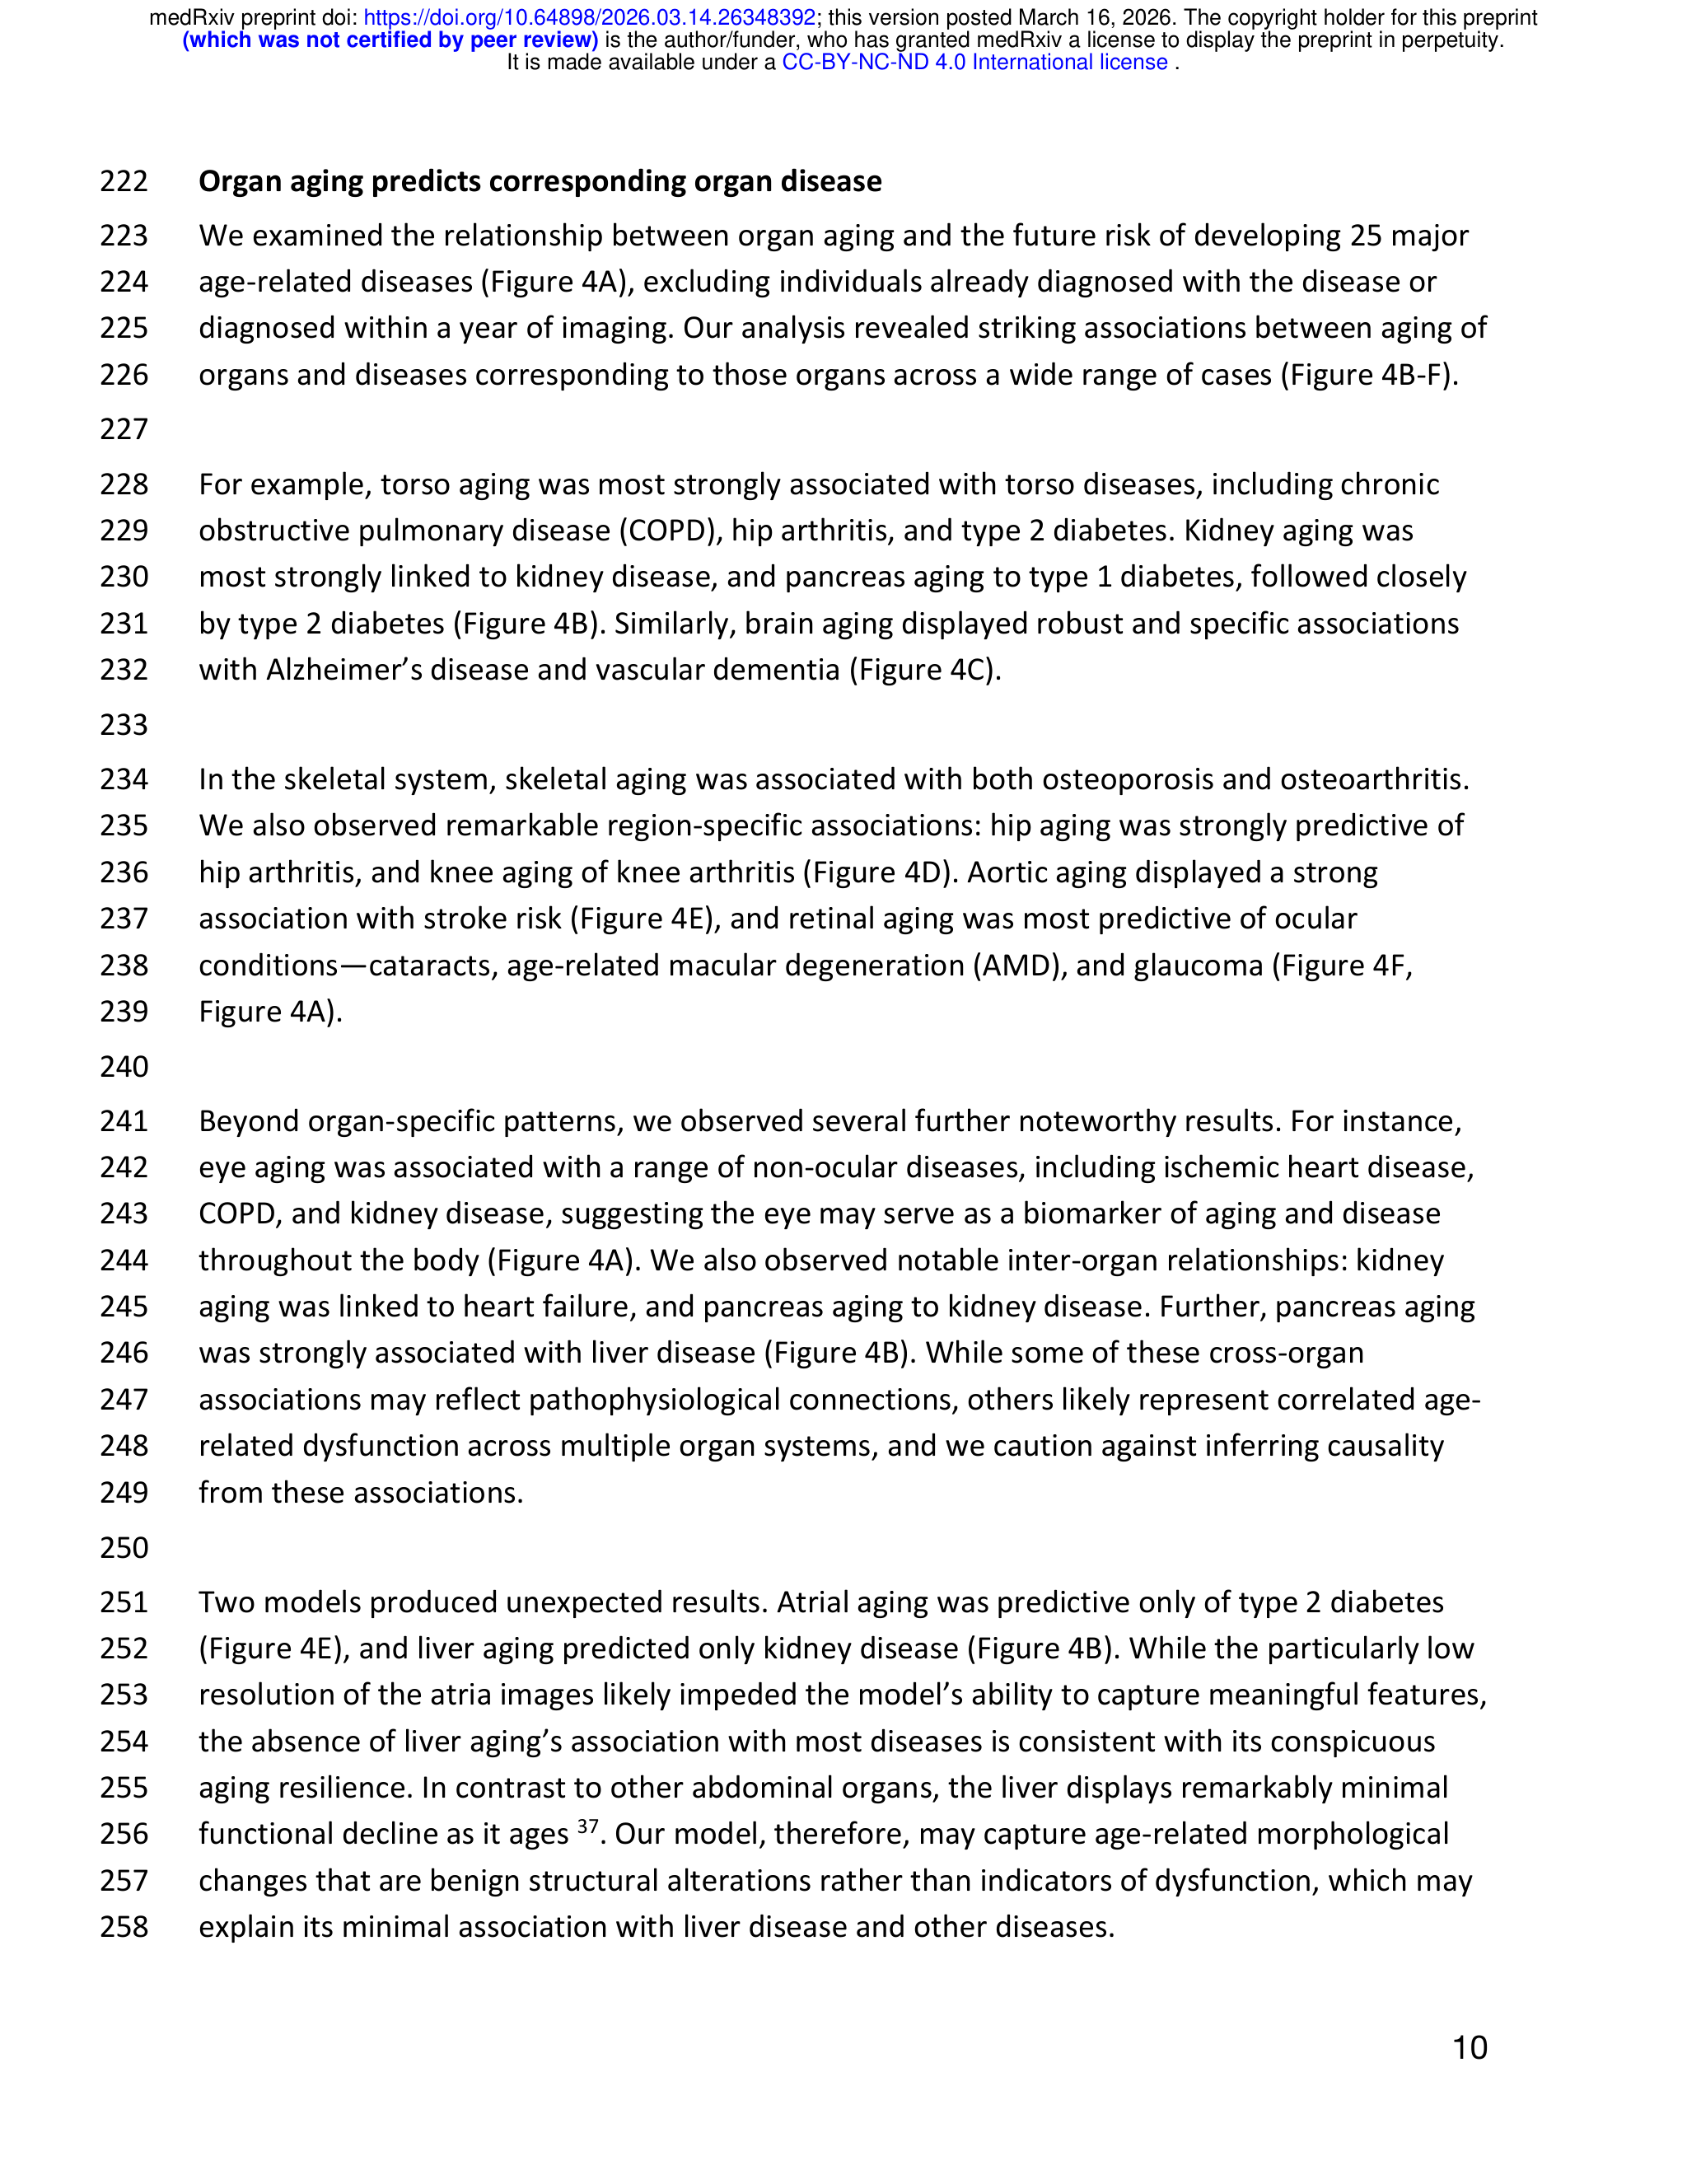 medRxiv preprint doi: https://doi.org/10.64898/2026.03.14.26348392; this version posted March 16, 2026. The copyright holder for this preprint
(which was not certified by peer review) is the author/funder, who has granted medRxiv a license to display the preprint in perpetuity.
It is made available under a CC-BY-NC-ND 4.0 International license .
222 Organ aging predicts corresponding organ disease
223 We examined the relationship between organ aging and the future risk of developing 25 major
224 age-related diseases (Figure 4A), excluding individuals already diagnosed with the disease or
225 diagnosed within a year of imaging. Our analysis revealed striking associations between aging of
226 organs and diseases corresponding to those organs across a wide range of cases (Figure 4B-F).
227
228 For example, torso aging was most strongly associated with torso diseases, including chronic
229 obstructive pulmonary disease (COPD), hip arthritis, and type 2 diabetes. Kidney aging was
230 most strongly linked to kidney disease, and pancreas aging to type 1 diabetes, followed closely
231 by type 2 diabetes (Figure 4B). Similarly, brain aging displayed robust and specific associations
232 with Alzheimer’s disease and vascular dementia (Figure 4C).
233
234 In the skeletal system, skeletal aging was associated with both osteoporosis and osteoarthritis.
235 We also observed remarkable region-specific associations: hip aging was strongly predictive of
236 hip arthritis, and knee aging of knee arthritis (Figure 4D). Aortic aging displayed a strong
237 association with stroke risk (Figure 4E), and retinal aging was most predictive of ocular
238 conditions—cataracts, age-related macular degeneration (AMD), and glaucoma (Figure 4F,
239 Figure 4A).
240
241 Beyond organ-specific patterns, we observed several further noteworthy results. For instance,
242 eye aging was associated with a range of non-ocular diseases, including ischemic heart disease,
243 COPD, and kidney disease, suggesting the eye may serve as a biomarker of aging and disease
244 throughout the body (Figure 4A). We also observed notable inter-organ relationships: kidney
245 aging was linked to heart failure, and pancreas aging to kidney disease. Further, pancreas aging
246 was strongly associated with liver disease (Figure 4B). While some of these cross-organ
247 associations may reflect pathophysiological connections, others likely represent correlated age-
248 related dysfunction across multiple organ systems, and we caution against inferring causality
249 from these associations.
250
251 Two models produced unexpected results. Atrial aging was predictive only of type 2 diabetes
252 (Figure 4E), and liver aging predicted only kidney disease (Figure 4B). While the particularly low
253 resolution of the atria images likely impeded the model’s ability to capture meaningful features,
254 the absence of liver aging’s association with most diseases is consistent with its conspicuous
255 aging resilience. In contrast to other abdominal organs, the liver displays remarkably minimal
256 functional decline as it ages 37. Our model, therefore, may capture age-related morphological
257 changes that are benign structural alterations rather than indicators of dysfunction, which may
258 explain its minimal association with liver disease and other diseases.
10